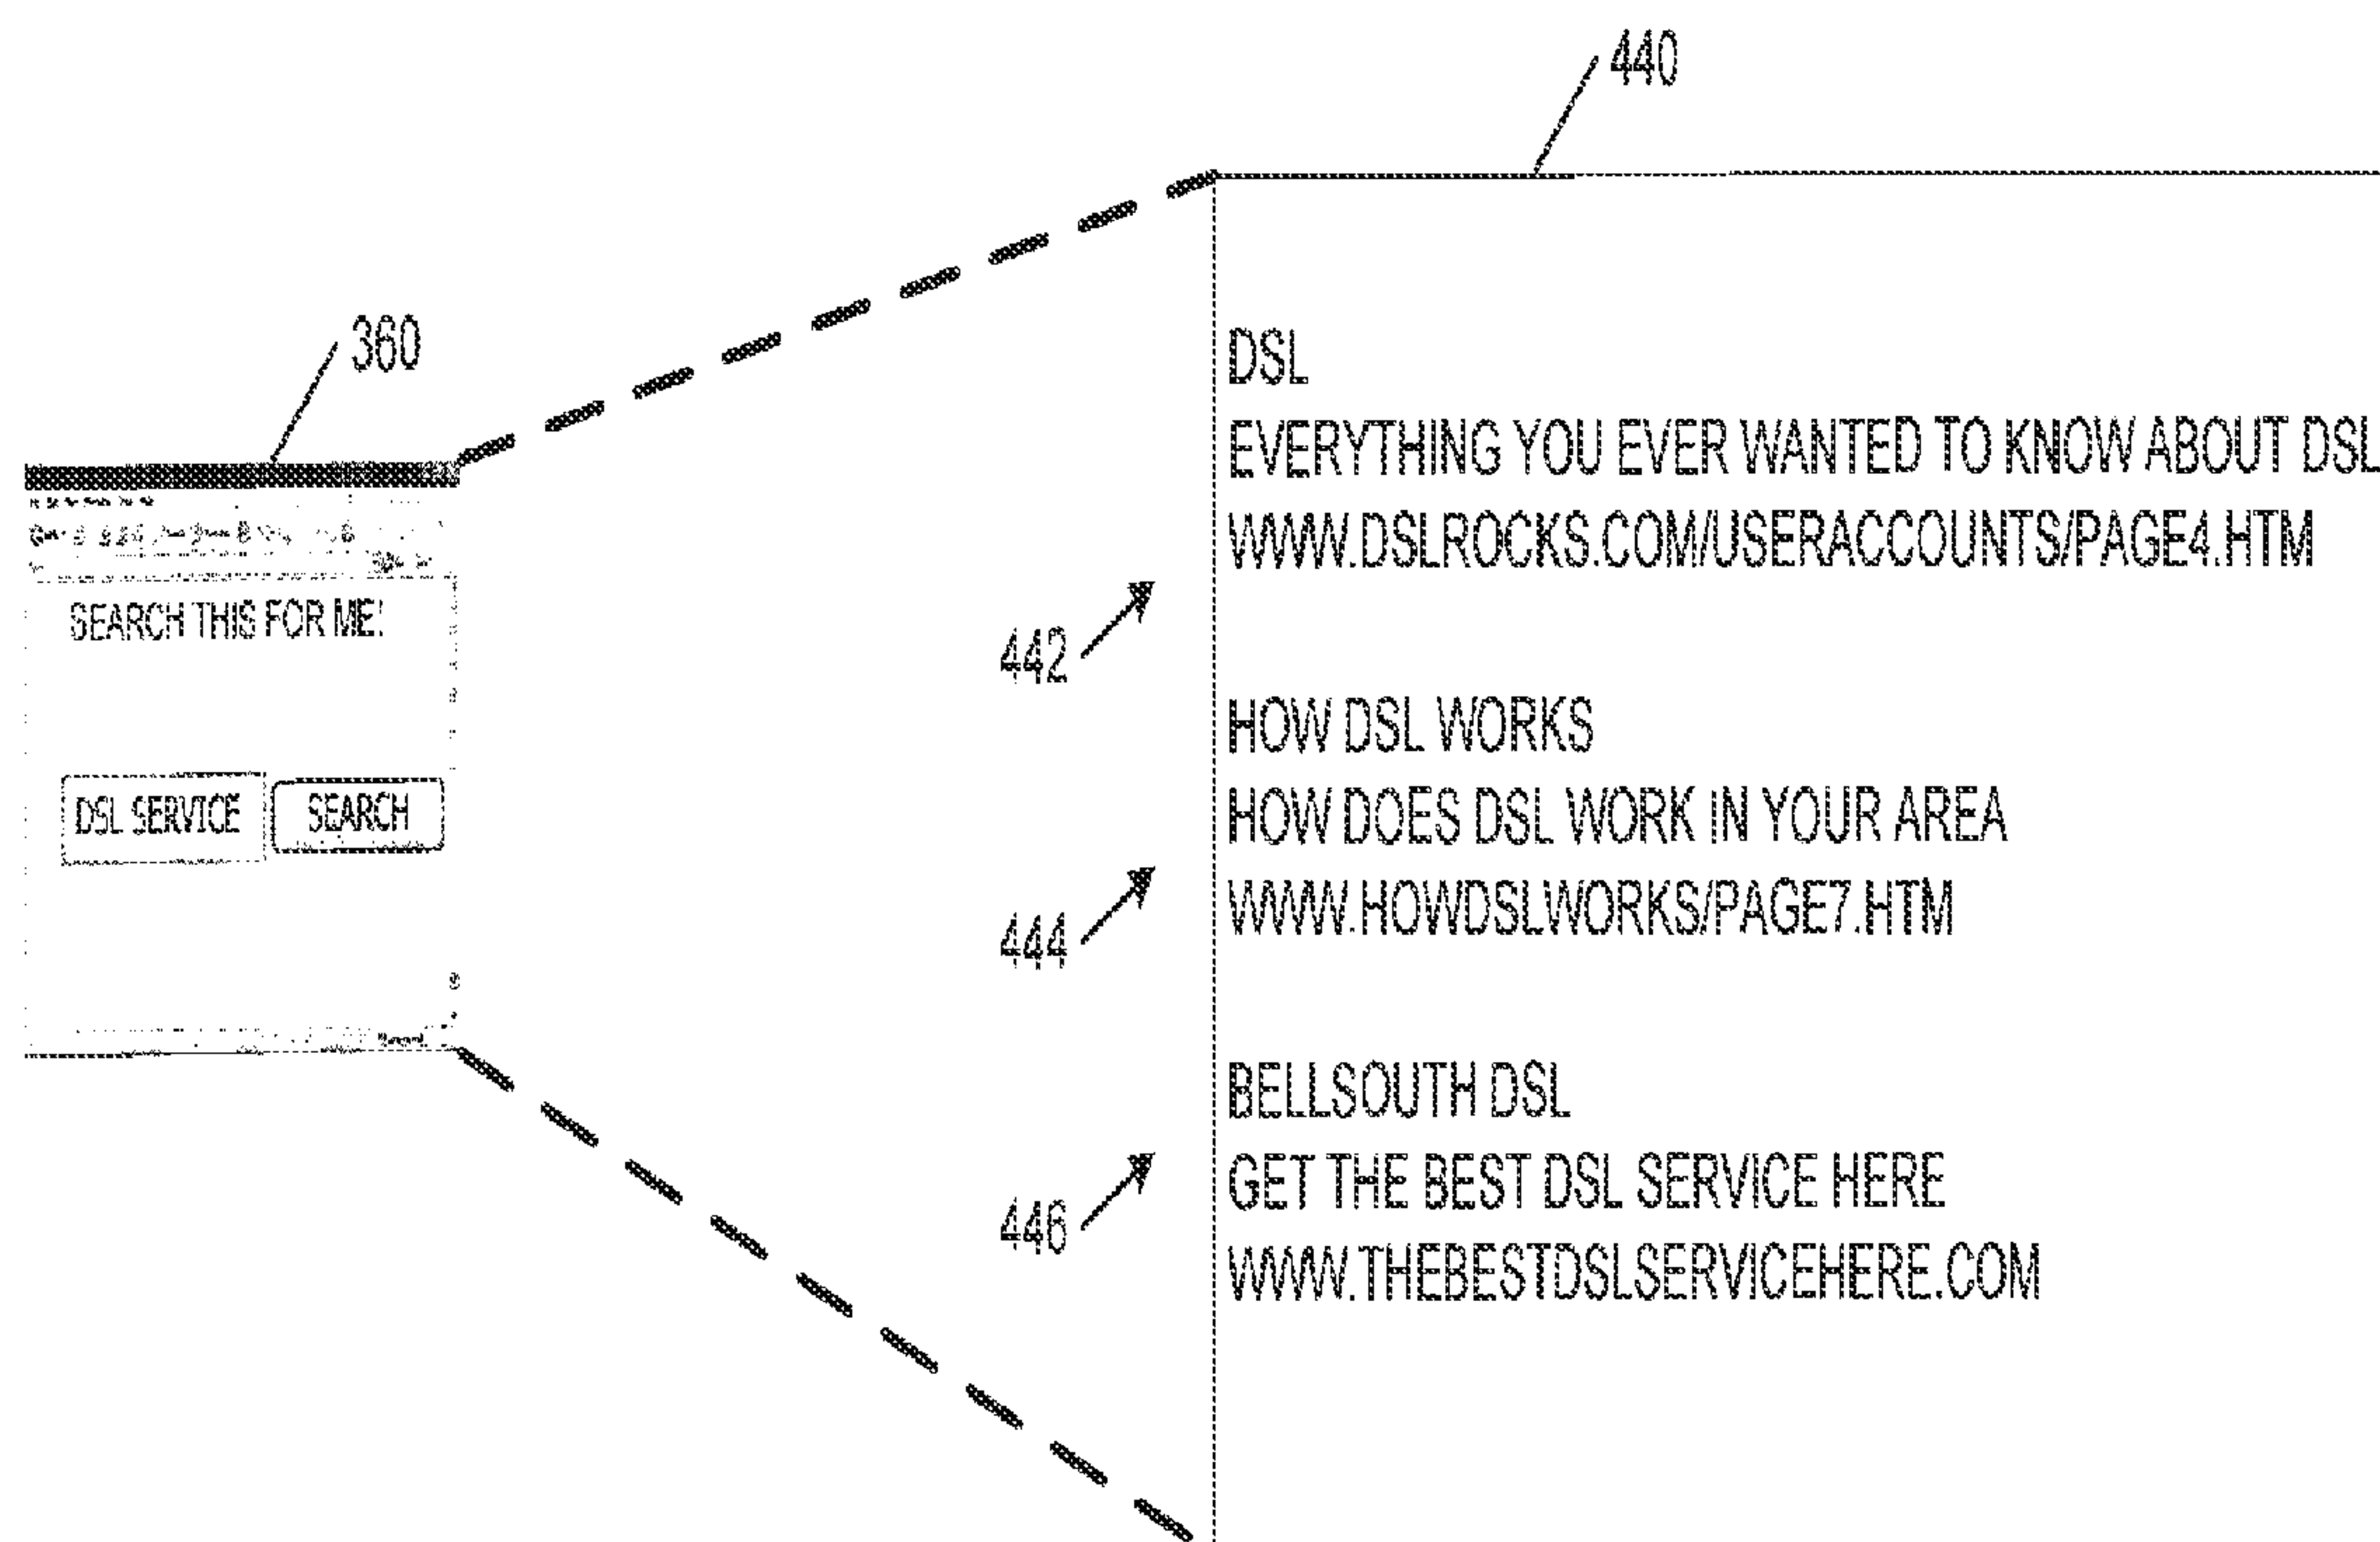 440
360
SEARCH THIS FOR ME!
DSL SERVICE
SEARCH
DSL
EVERYTHING YOU EVER WANTED TO KNOW ABOUT DSL
WWW.DSLROCKS.COM/USERACCOUNTS/PAGE4.HTM
442
HOW DSL WORKS
HOW DOES DSL WORK IN YOUR AREA
WWW.HOWDSLWORKS/PAGE7.HTM
444
BELLSOUTH DSL
GET THE BEST DSL SERVICE HERE
WWW.THEBESTDSLSERVICEHERE.COM
446